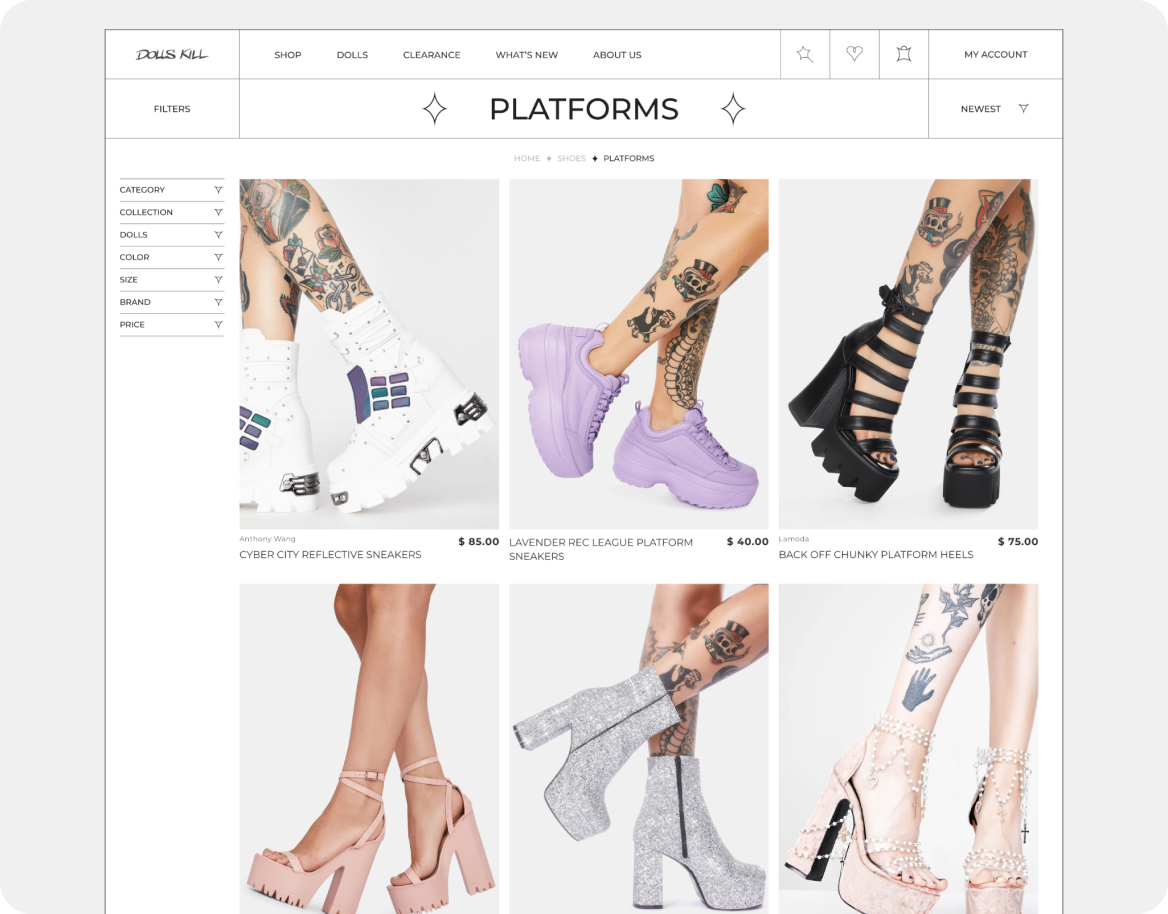 DOLLS KILL
SHOP DOLLS CLEARANCE WHAT'S NEW ABOUT US
MY ACCOUNT
FILTERS
PLATFORMS
NEWEST
HOME SHOES PLATFORMS
CATEGORY
COLLECTION
DOLLS
COLOR
SIZE
BRAND
PRICE
Anthony Wang
CYBER CITY REFLECTIVE SNEAKERS
$ 85.00
LAVENDER REC LEAGUE PLATFORM
SNEAKERS
$ 40.00
Lamoda
BACK OFF CHUNKY PLATFORM HEELS
$ 75.00